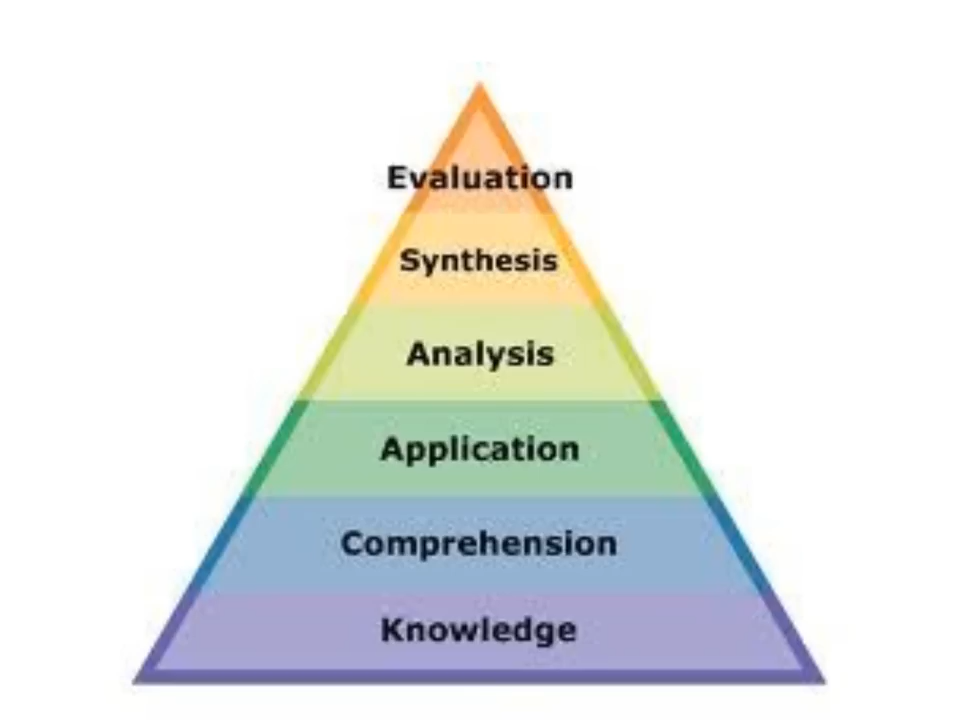 Evaluation
Synthesis
Analysis
Application
Comprehension
Knowledge